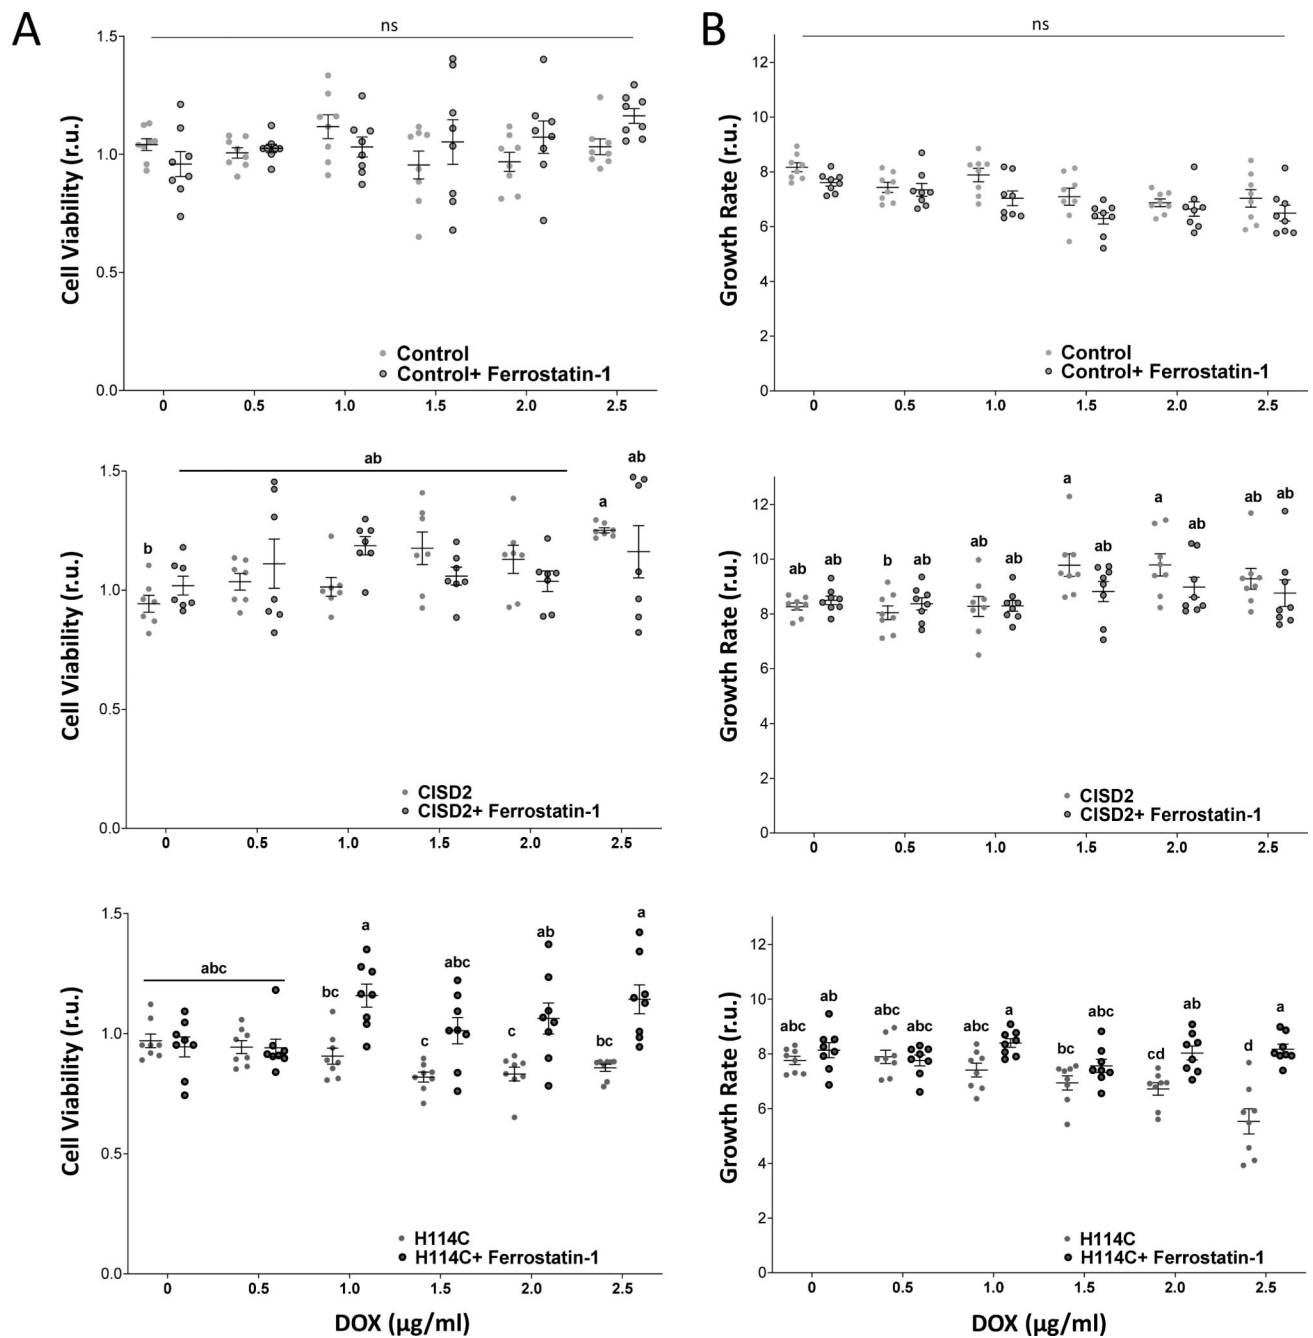 A
ns
1.5
1.0
0.5
0.0
Cell Viability (r.u.)
Control
Control+ Ferrostatin-1
0 0.5 1.0 1.5 2.0 2.5
B
ns
12
10
8
6
4
2
0
Growth Rate (r.u.)
Control
Control+ Ferrostatin-1
0 0.5 1.0 1.5 2.0 2.5
1.5
1.0
0.5
0.0
Cell Viability (r.u.)
b ab a ab
CISD2
CISD2+ Ferrostatin-1
0 0.5 1.0 1.5 2.0 2.5
12
10
8
6
4
2
0
Growth Rate (r.u.)
ab ab b ab ab ab a ab a ab ab ab
CISD2
CISD2+ Ferrostatin-1
0 0.5 1.0 1.5 2.0 2.5
1.5
1.0
0.5
0.0
Cell Viability (r.u.)
abc bc a c abc c ab bc a
H114C
H114C+ Ferrostatin-1
0 0.5 1.0 1.5 2.0 2.5
DOX (µg/ml)
12
10
8
6
4
2
0
Growth Rate (r.u.)
abc ab abc abc abc a bc abc cd ab d a
H114C
H114C+ Ferrostatin-1
0 0.5 1.0 1.5 2.0 2.5
DOX (µg/ml)